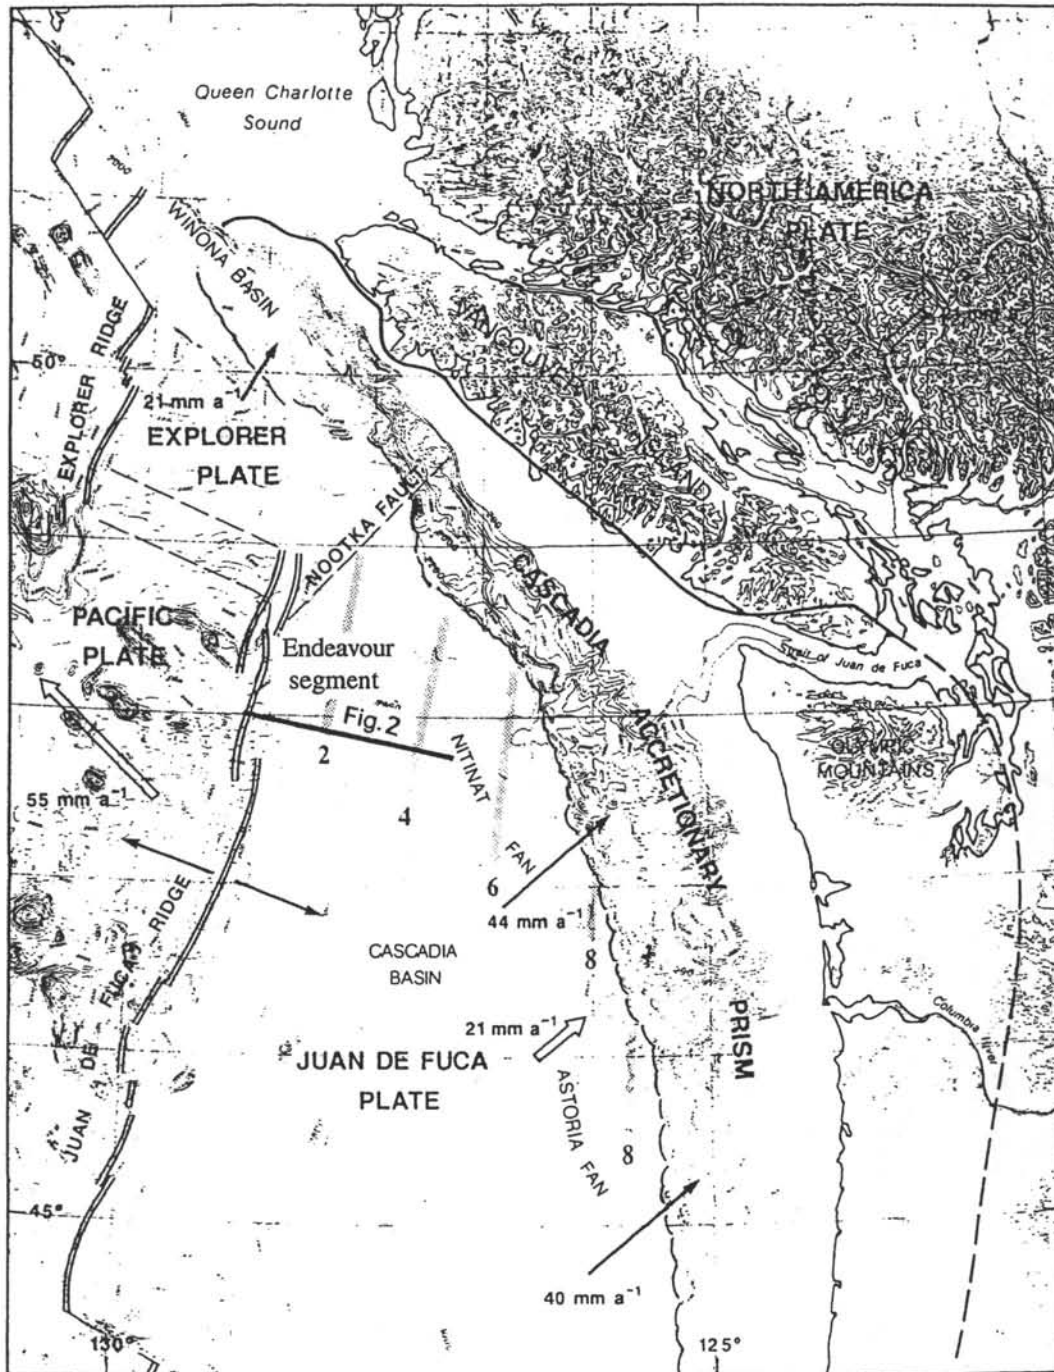 Queen Charlotte
Sound
NORTH AMERICA
PLATE
WINONA BASIN
VANCOUVER
ISLAND
EXPLORER RIDGE
50°
21 mm a⁻¹
EXPLORER
PLATE
NOOTKA FAULT
CASCADIA
ACCRETIONARY
PRISM
PACIFIC
PLATE
Endeavour
segment
Strait of Juan de Fuca
Fig. 2
2
NITINAT
FAN
OLYMPIC
MOUNTAINS
55 mm a⁻¹
4
6
44 mm a⁻¹
JUAN DE FUCA RIDGE
CASCADIA
BASIN
8
21 mm a⁻¹
Columbia
River
JUAN DE FUCA
PLATE
ASTORIA FAN
8
45°
40 mm a⁻¹
130°
125°